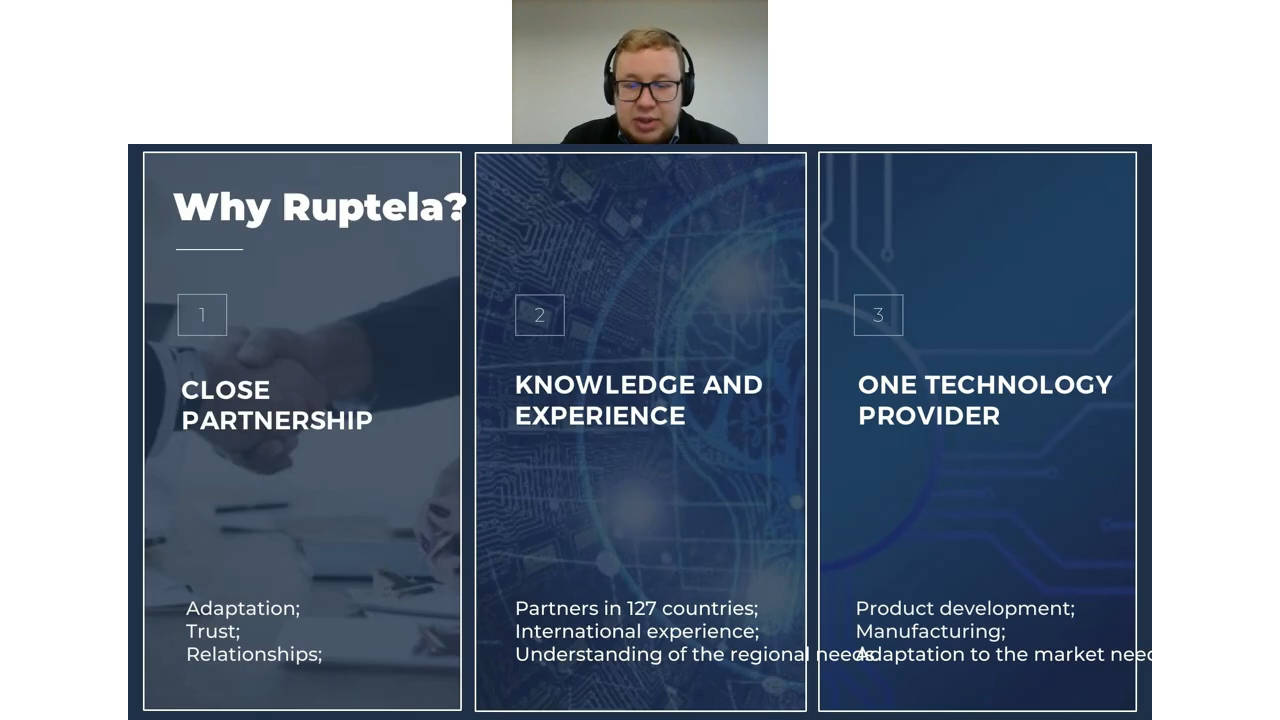 Why Ruptela?
1
CLOSE
PARTNERSHIP
Adaptation;
Trust;
Relationships;
2
KNOWLEDGE AND
EXPERIENCE
Partners in 127 countries;
International experience;
Understanding of the regional needs
3
ONE TECHNOLOGY
PROVIDER
Product development;
Manufacturing;
Adaptation to the market